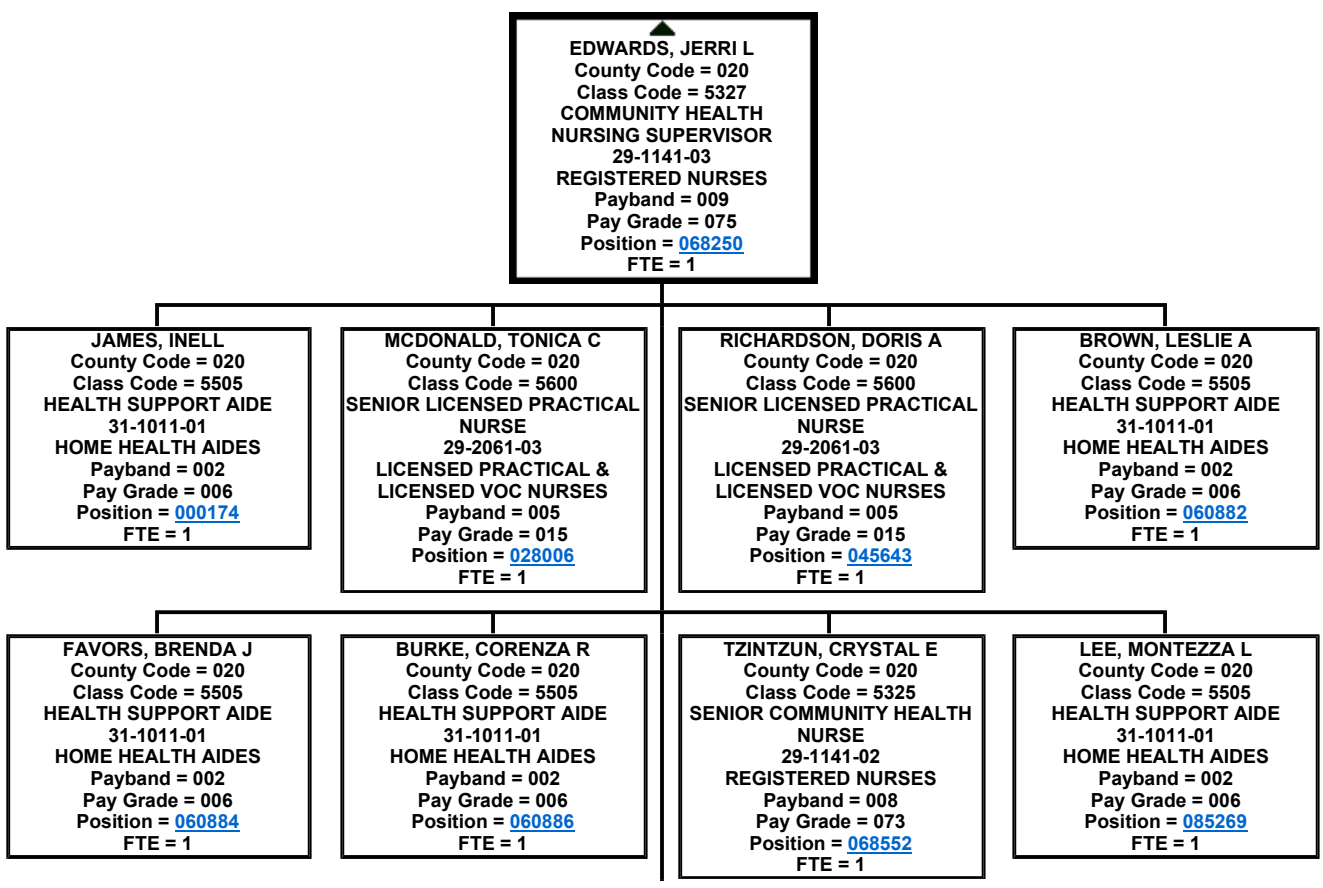 EDWARDS, JERRI L
County Code = 020
Class Code = 5327
COMMUNITY HEALTH
NURSING SUPERVISOR
29-1141-03
REGISTERED NURSES
Payband = 009
Pay Grade = 075
Position = 068250
FTE = 1
JAMES, INELL
County Code = 020
Class Code = 5505
HEALTH SUPPORT AIDE
31-1011-01
HOME HEALTH AIDES
Payband = 002
Pay Grade = 006
Position = 000174
FTE = 1
MCDONALD, TONICA C
County Code = 020
Class Code = 5600
SENIOR LICENSED PRACTICAL
NURSE
29-2061-03
LICENSED PRACTICAL &
LICENSED VOC NURSES
Payband = 005
Pay Grade = 015
Position = 028006
FTE = 1
RICHARDSON, DORIS A
County Code = 020
Class Code = 5600
SENIOR LICENSED PRACTICAL
NURSE
29-2061-03
LICENSED PRACTICAL &
LICENSED VOC NURSES
Payband = 005
Pay Grade = 015
Position = 045643
FTE = 1
BROWN, LESLIE A
County Code = 020
Class Code = 5505
HEALTH SUPPORT AIDE
31-1011-01
HOME HEALTH AIDES
Payband = 002
Pay Grade = 006
Position = 060882
FTE = 1
FAVORS, BRENDA J
County Code = 020
Class Code = 5505
HEALTH SUPPORT AIDE
31-1011-01
HOME HEALTH AIDES
Payband = 002
Pay Grade = 006
Position = 060884
FTE = 1
BURKE, CORENZA R
County Code = 020
Class Code = 5505
HEALTH SUPPORT AIDE
31-1011-01
HOME HEALTH AIDES
Payband = 002
Pay Grade = 006
Position = 060886
FTE = 1
TZINTZUN, CRYSTAL E
County Code = 020
Class Code = 5325
SENIOR COMMUNITY HEALTH
NURSE
29-1141-02
REGISTERED NURSES
Payband = 008
Pay Grade = 073
Position = 068552
FTE = 1
LEE, MONTEZZA L
County Code = 020
Class Code = 5505
HEALTH SUPPORT AIDE
31-1011-01
HOME HEALTH AIDES
Payband = 002
Pay Grade = 006
Position = 085269
FTE = 1